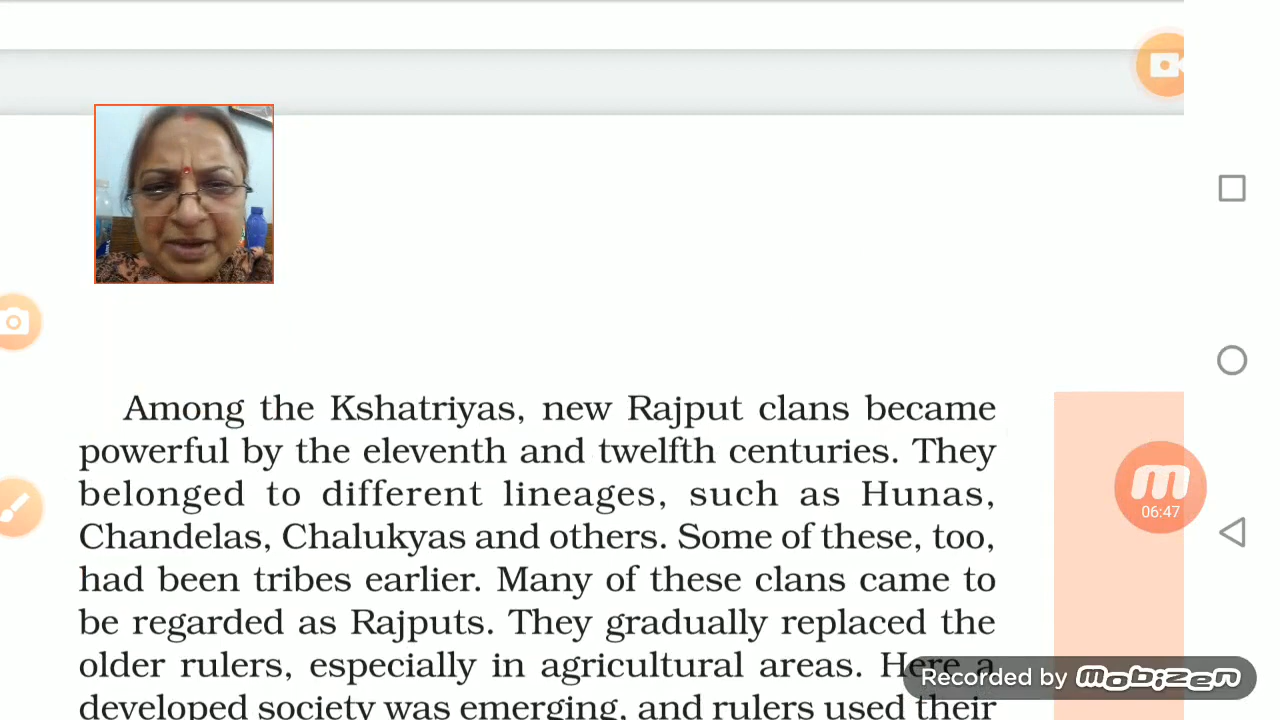 Among the Kshatriyas, new Rajput clans became
powerful by the eleventh and twelfth centuries. They
belonged to different lineages, such as Hunas,
Chandelas, Chalukyas and others. Some of these, too,
had been tribes earlier. Many of these clans came to
be regarded as Rajputs. They gradually replaced the
older rulers, especially in agricultural areas. Here a
developed society was emerging, and rulers used their
06:47
Recorded by mobizen